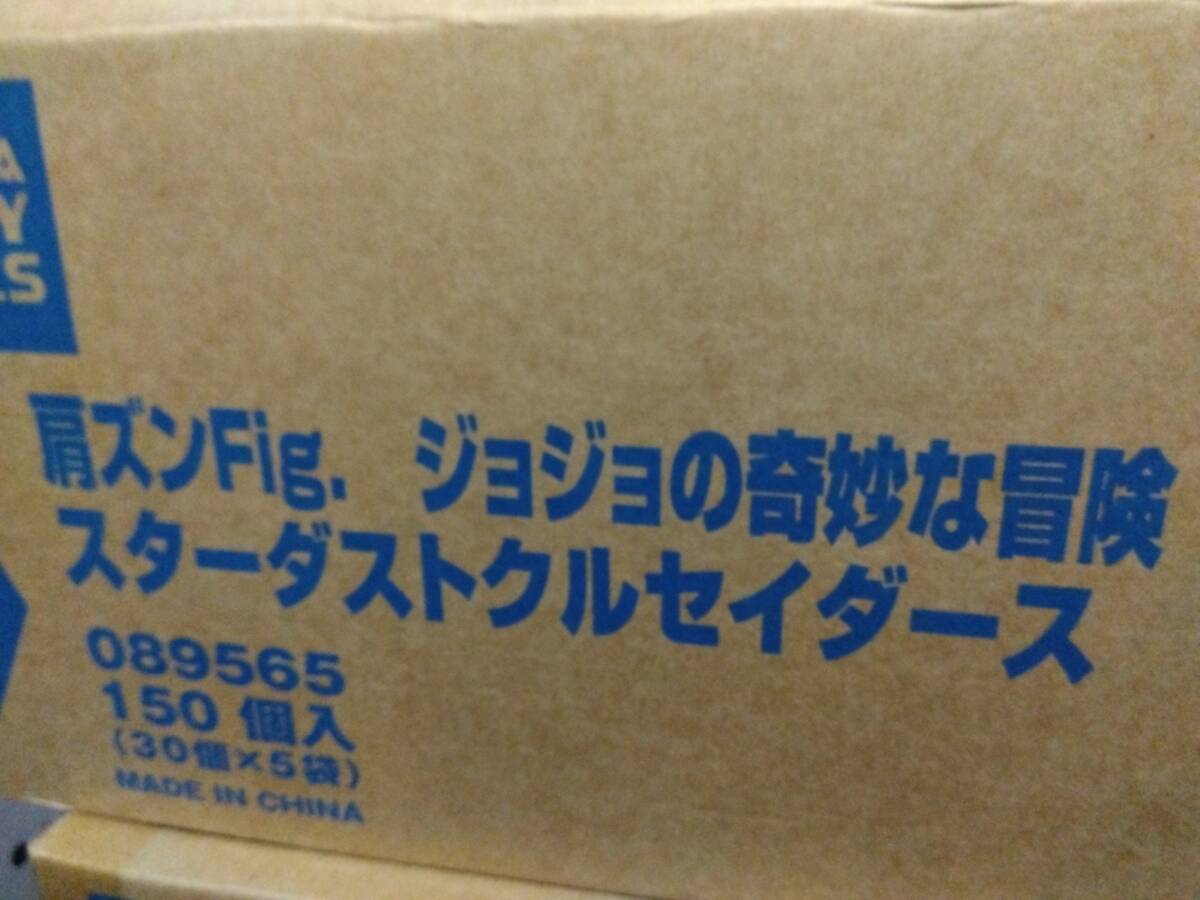 A
Y
LS
肩ズンFig. ジョジョの奇妙な冒険
スターダストクルセイダース
089565
150 個入
(30個×5袋)
MADE IN CHINA